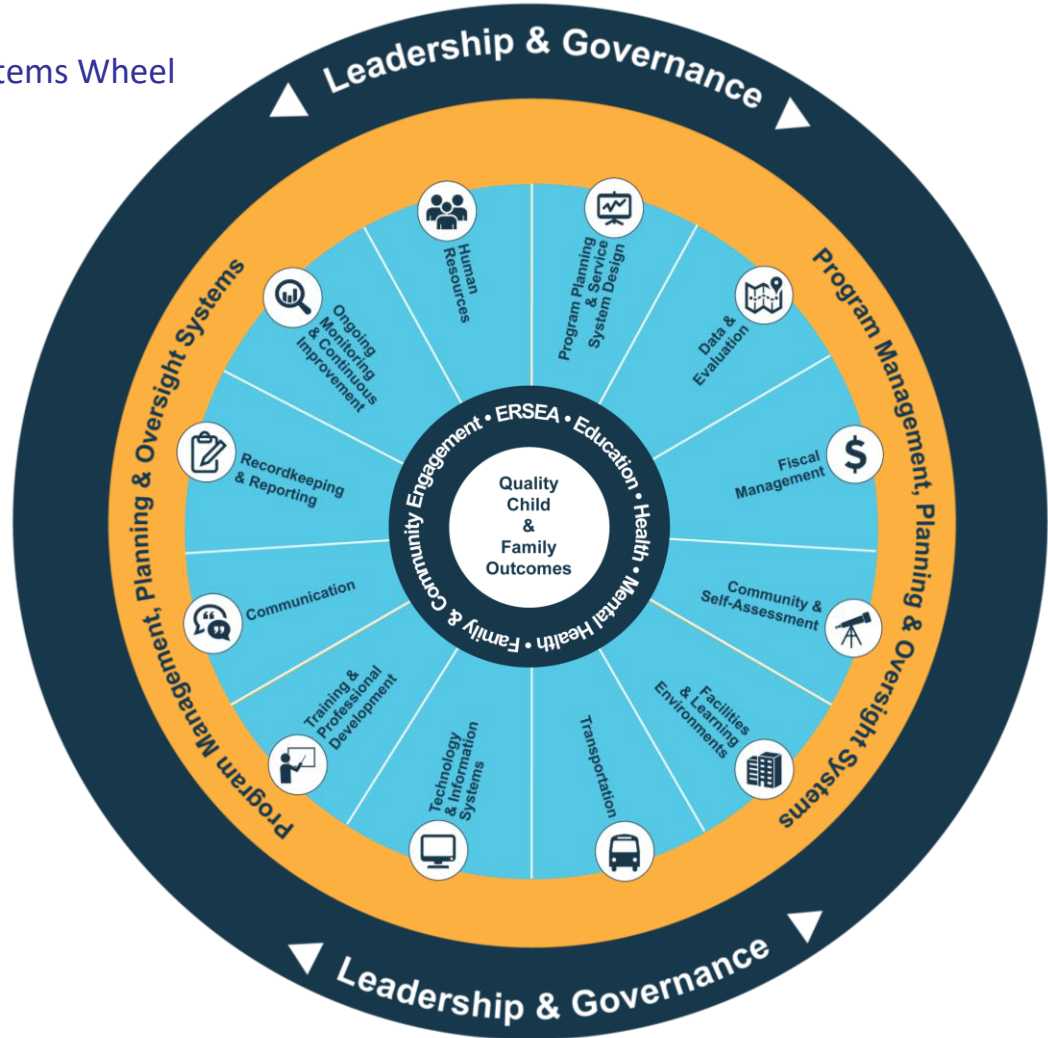 tems Wheel
Leadership & Governance
Program Management, Planning & Oversight Systems
Program Management, Planning & Oversight Systems
Human
Resources
Program Planning
& Service
System Design
Data &
Evaluation
Fiscal
Management
Community &
Self-Assessment
Facilities
& Learning
Environments
Transportation
Technology
& Information
Systems
Training &
Professional
Development
Communication
Recordkeeping
& Reporting
Ongoing
Monitoring
& Continuous
Improvement
ERSEA • Education • Health • Mental Health • Family & Community Engagement •
Quality
Child
&
Family
Outcomes
Leadership & Governance